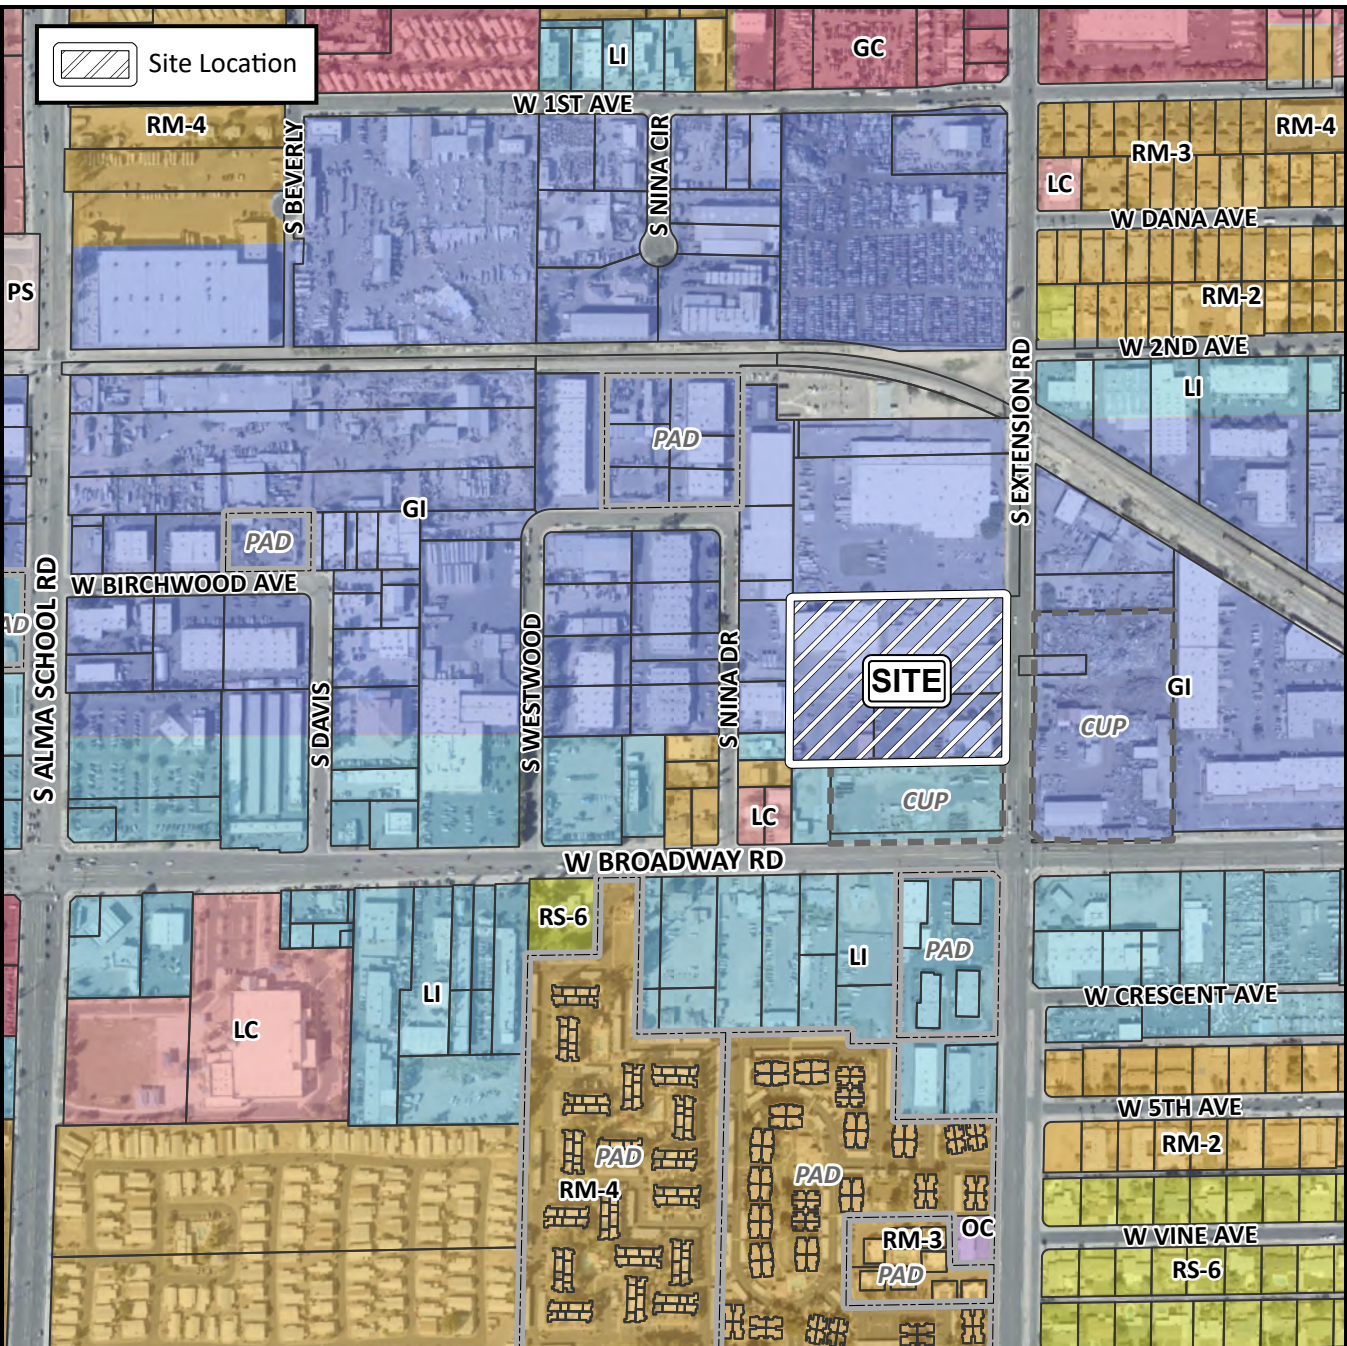 Site Location
LI
GC
W 1ST AVE
RM-4
S BEVERLY
S NINA CIR
RM-3
RM-4
LC
W DANA AVE
PS
RM-2
W 2ND AVE
S EXTENSION RD
LI
PAD
GI
PAD
W BIRCHWOOD AVE
S ALMA SCHOOL RD
AD
S DAVIS
S WESTWOOD
S NINA DR
SITE
GI
CUP
CUP
LC
W BROADWAY RD
RS-6
PAD
LI
LI
LC
W CRESCENT AVE
W 5TH AVE
RM-2
PAD
RM-4
PAD
RM-3
OC
PAD
W VINE AVE
RS-6